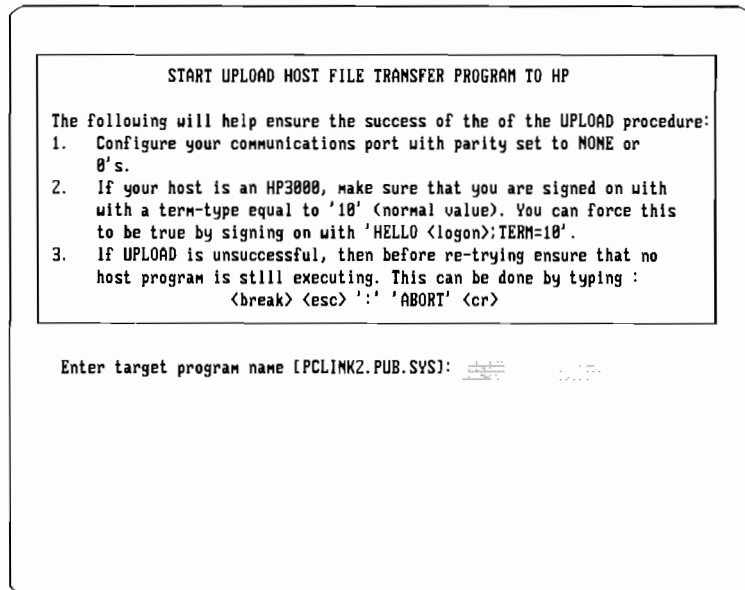 START UPLOAD HOST FILE TRANSFER PROGRAM TO HP
The following will help ensure the success of the of the UPLOAD procedure:
1. Configure your communications port with parity set to NONE or
0's.
2. If your host is an HP3000, make sure that you are signed on with
with a term-type equal to '10' (normal value). You can force this
to be true by signing on with 'HELLO <logon>;TERM=10'.
3. If UPLOAD is unsuccessful, then before re-trying ensure that no
host program is still executing. This can be done by typing :
<break> <esc> ':' 'ABORT' <cr>
Enter target program name [PCLINK2.PUB.SYS]: